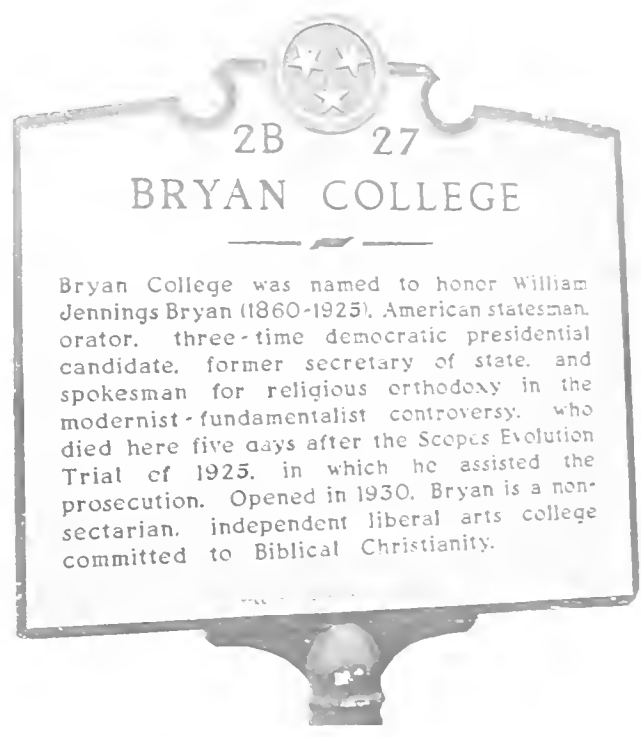 2B 27
BRYAN COLLEGE
Bryan College was named to honor William
Jennings Bryan (1860-1925), American statesman,
orator, three-time democratic presidential
candidate, former secretary of state, and
spokesman for religious orthodoxy in the
modernist-fundamentalist controversy, who
died here five days after the Scopes Evolution
Trial of 1925, in which he assisted the
prosecution. Opened in 1930, Bryan is a non-
sectarian, independent liberal arts college
committed to Biblical Christianity.